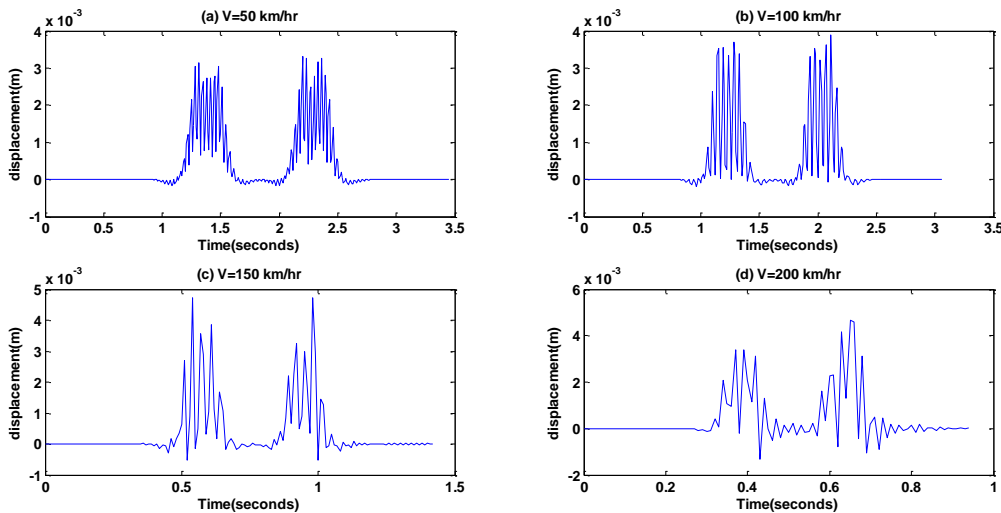 (a) V=50 km/hr
x 10^-3
4
3
2
1
0
-1
displacement(m)
0 0.5 1 1.5 2 2.5 3 3.5
Time(seconds)
(b) V=100 km/hr
x 10^-3
4
3
2
1
0
-1
displacement(m)
0 0.5 1 1.5 2 2.5 3 3.5
Time(seconds)
(c) V=150 km/hr
x 10^-3
5
4
3
2
1
0
-1
displacement(m)
0 0.5 1 1.5
Time(seconds)
(d) V=200 km/hr
x 10^-3
6
4
2
0
-2
displacement(m)
0 0.2 0.4 0.6 0.8 1
Time(seconds)